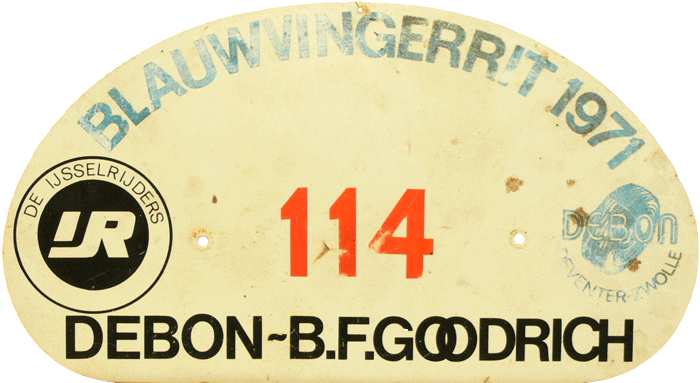 BLAUWVINGERRIT 1971
DE IJSSELRIJDERS
IJR
114
DEBON
DEVENTER-ZWOLLE
DEBON~B.F.GOODRICH